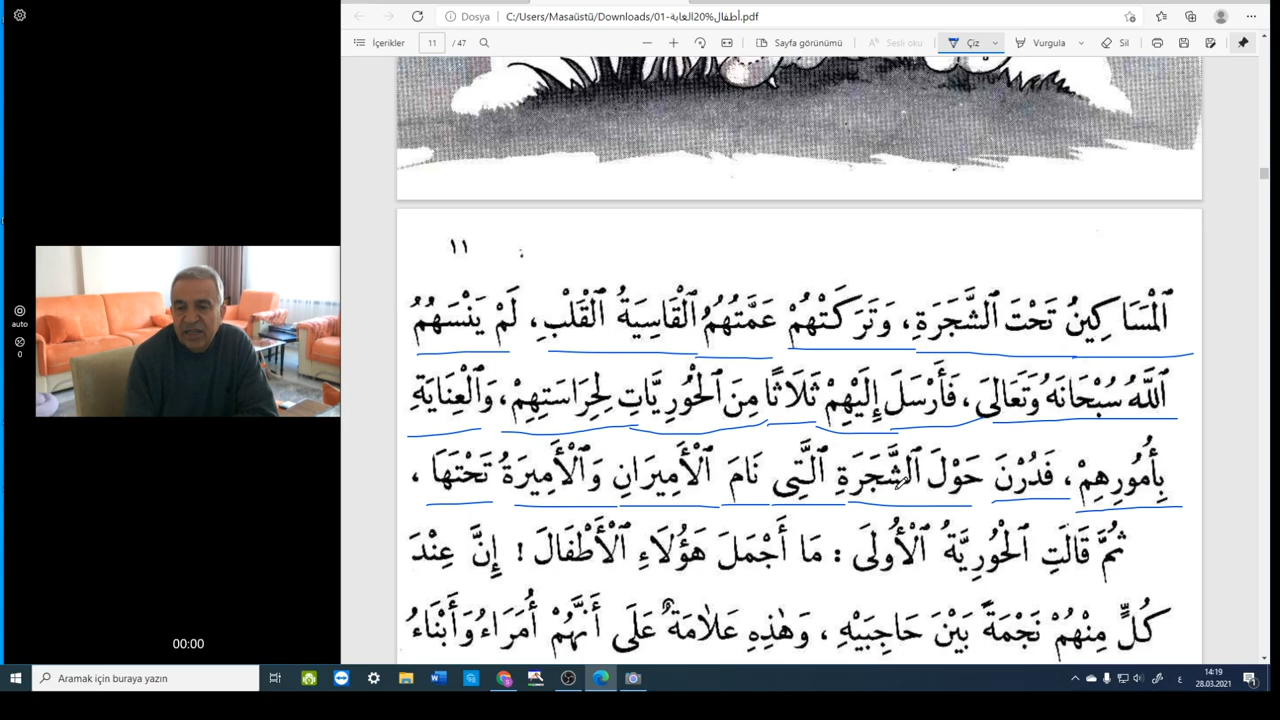 Dosya C:/Users/Masaüstü/Downloads/01-أطفال%20الغابة.pdf
İçerikler 11 / 47 Sayfa görünümü Sesli oku Çiz Vurgula Sil
١١
ٱلْمَسَاكِينُ تَحْتَ ٱلشَّجَرَةِ، وَتَرَكَتْهُمْ عَمَّتُهُمُ ٱلْقَاسِيَةُ ٱلْقَلْبِ، لَمْ يَنْسَهُمُ
ٱللَّهُ سُبْحَانَهُ وَتَعَالَى، فَأَرْسَلَ إِلَيْهِمْ ثَلَاثًا مِنَ ٱلْحُورِيَّاتِ لِحِرَاسَتِهِمْ، وَٱلْعِنَايَةِ
بِأُمُورِهِمْ، فَدُرْنَ حَوْلَ ٱلشَّجَرَةِ ٱلَّتِى نَامَ ٱلْأَمِيرَانِ وَٱلْأَمِيرَةُ تَحْتَهَا،
ثُمَّ قَالَتِ ٱلْحُورِيَّةُ ٱلْأُولَى : مَا أَجْمَلَ هَؤُلَاءِ ٱلْأَطْفَالَ ! إِنَّ عِنْدَ
كُلٍّ مِنْهُمْ نَجْمَةً بَيْنَ حَاجِبَيْهِ، وَهٰذِهِ عَلَامَةٌ عَلَى أَنَّهُمْ أُمَرَاءُ وَأَبْنَاءُ
auto
0
00:00
Aramak için buraya yazın
14:19
28.03.2021